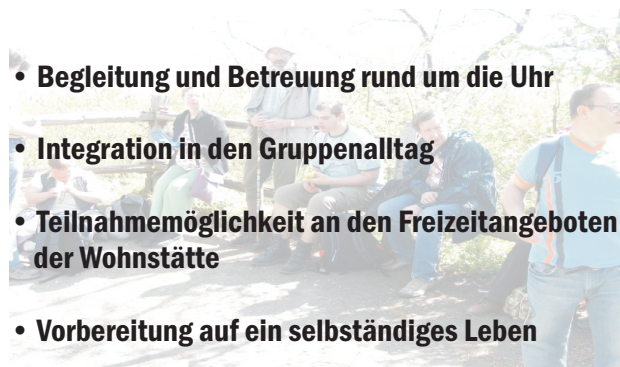 • Begleitung und Betreuung rund um die Uhr
• Integration in den Gruppenalltag
• Teilnahmemöglichkeit an den Freizeitangeboten
der Wohnstätte
• Vorbereitung auf ein selbständiges Leben